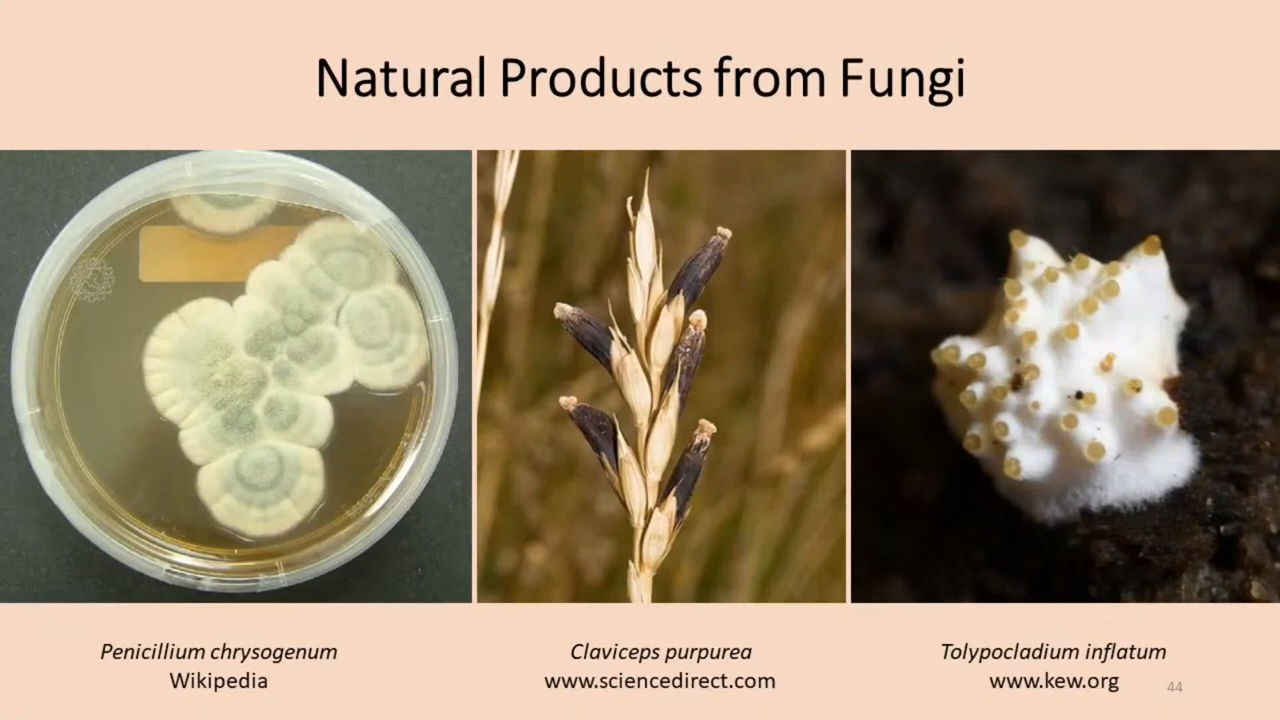 Natural Products from Fungi
Penicillium chrysogenum
Wikipedia
Claviceps purpurea
www.sciencedirect.com
Tolypocladium inflatum
www.kew.org
44